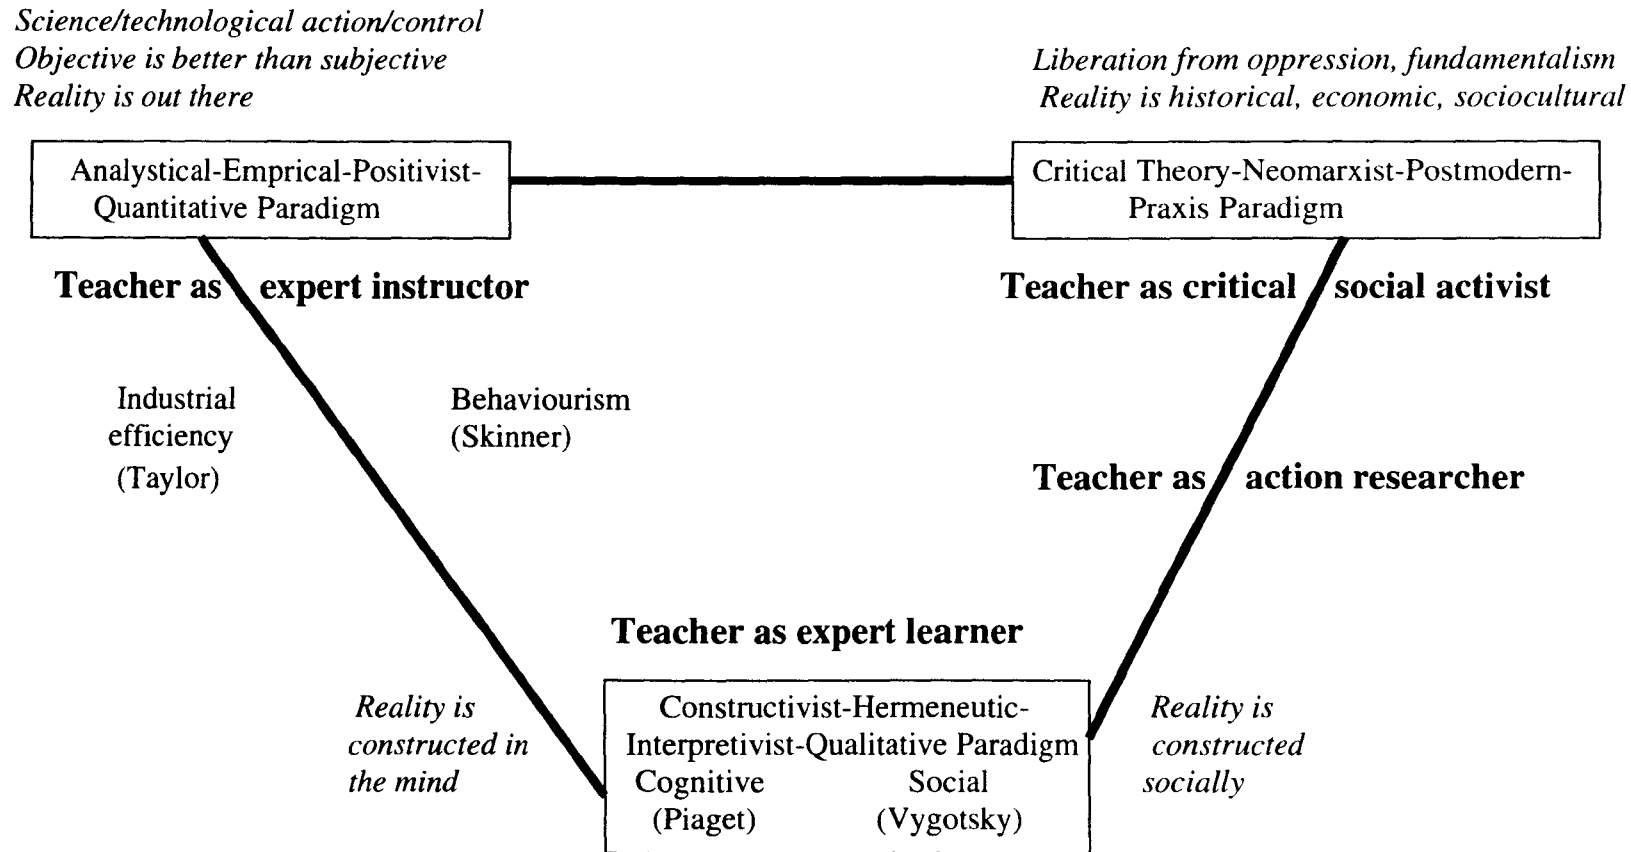 Science/technological action/control
Objective is better than subjective
Reality is out there
Liberation from oppression, fundamentalism
Reality is historical, economic, sociocultural
Analystical-Emprical-Positivist-
Quantitative Paradigm
Critical Theory-Neomarxist-Postmodern-
Praxis Paradigm
Teacher as expert instructor
Teacher as critical social activist
Industrial
efficiency
(Taylor)
Behaviourism
(Skinner)
Teacher as action researcher
Teacher as expert learner
Reality is
constructed in
the mind
Constructivist-Hermeneutic-
Interpretivist-Qualitative Paradigm
Cognitive
(Piaget)
Social
(Vygotsky)
Reality is
constructed
socially